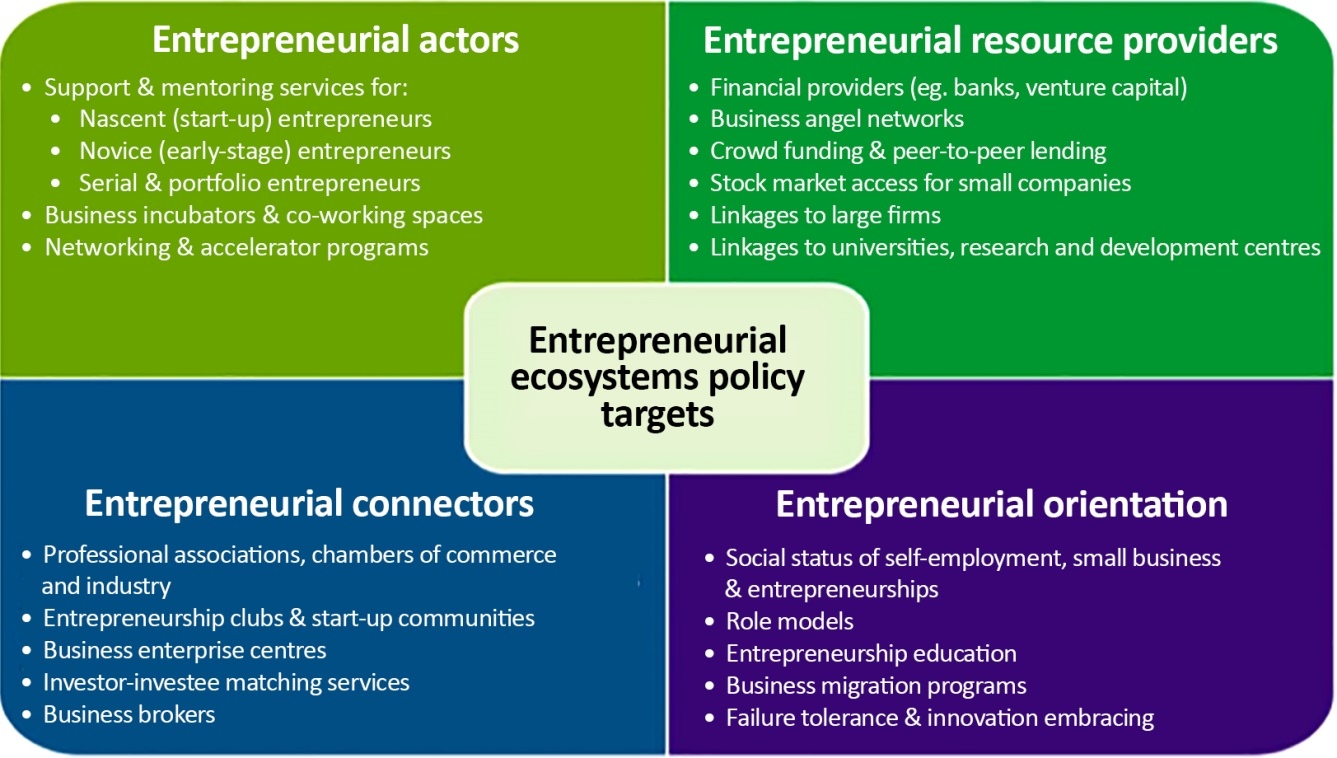 Entrepreneurial actors
• Support & mentoring services for:
• Nascent (start-up) entrepreneurs
• Novice (early-stage) entrepreneurs
• Serial & portfolio entrepreneurs
• Business incubators & co-working spaces
• Networking & accelerator programs
Entrepreneurial resource providers
• Financial providers (eg. banks, venture capital)
• Business angel networks
• Crowd funding & peer-to-peer lending
• Stock market access for small companies
• Linkages to large firms
• Linkages to universities, research and development centres
Entrepreneurial
ecosystems policy
targets
Entrepreneurial connectors
• Professional associations, chambers of commerce
and industry
• Entrepreneurship clubs & start-up communities
• Business enterprise centres
• Investor-investee matching services
• Business brokers
Entrepreneurial orientation
• Social status of self-employment, small business
& entrepreneurships
• Role models
• Entrepreneurship education
• Business migration programs
• Failure tolerance & innovation embracing